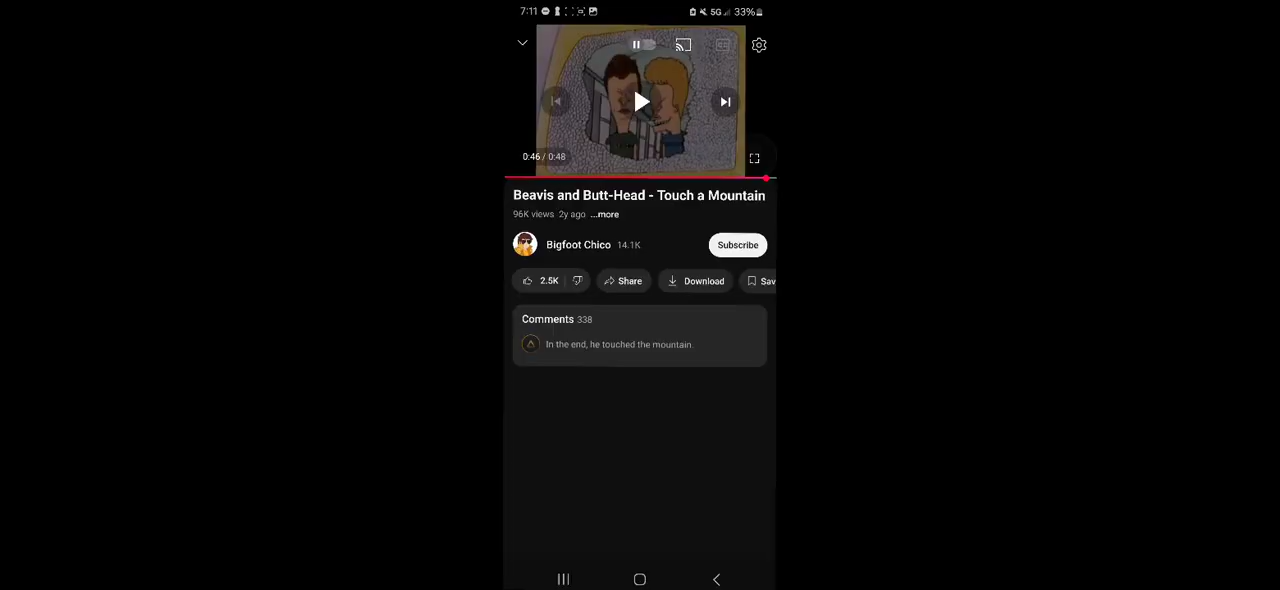 7:11 5G 33%
0:46 / 0:48
Beavis and Butt-Head - Touch a Mountain
96K views 2y ago ...more
Bigfoot Chico 14.1K Subscribe
2.5K Share Download Sav
Comments 338
In the end, he touched the mountain.